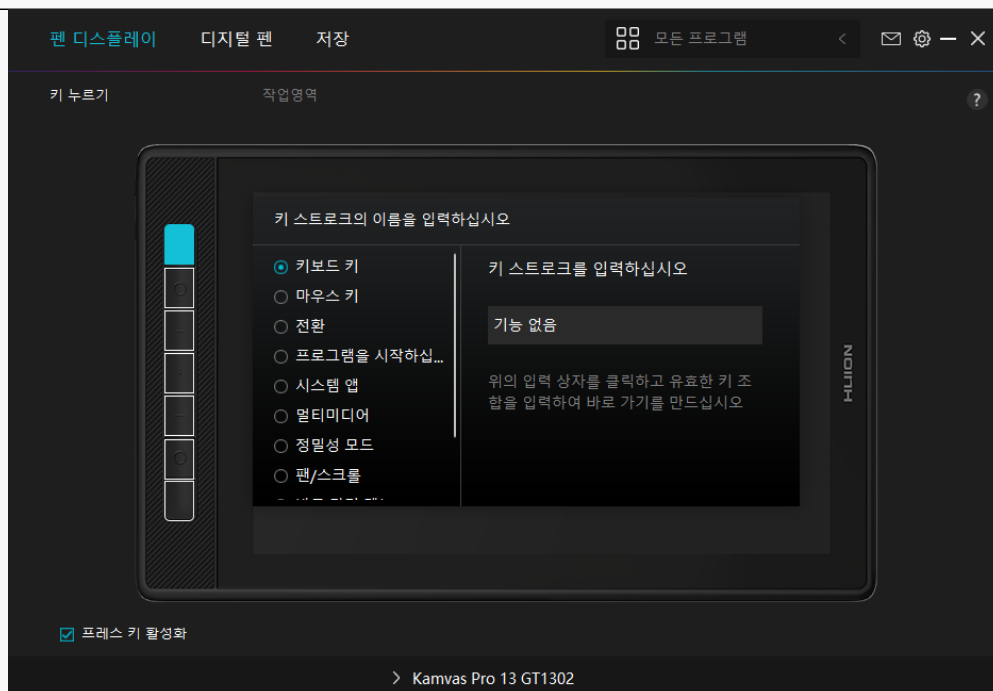 펜 디스플레이 디지털 펜 저장 모든 프로그램
키 누르기 작업영역
?
키 스트로크의 이름을 입력하십시오
키보드 키
마우스 키
전환
프로그램을 시작하십...
시스템 앱
멀티미디어
정밀성 모드
팬/스크롤
키 스트로크를 입력하십시오
기능 없음
위의 입력 상자를 클릭하고 유효한 키 조
합을 입력하여 바로 가기를 만드십시오
HUION
프레스 키 활성화
Kamvas Pro 13 GT1302